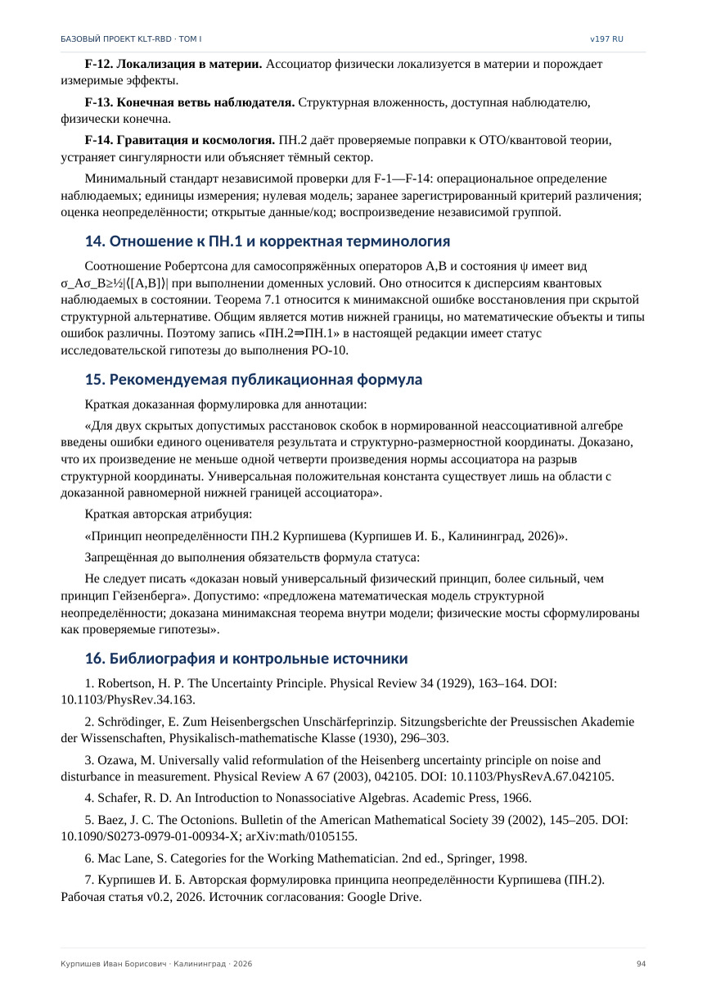 БАЗОВЫЙ ПРОЕКТ KLT-RBD · ТОМ I
v197 RU
F-12. Локализация в материи. Ассоциатор физически локализуется в материи и порождает
измеримые эффекты.
F-13. Конечная ветвь наблюдателя. Структурная вложенность, доступная наблюдателю,
физически конечна.
F-14. Гравитация и космология. ПН.2 даёт проверяемые поправки к ОТО/квантовой теории,
устраняет сингулярности или объясняет тёмный сектор.
Минимальный стандарт независимой проверки для F-1—F-14: операциональное определение
наблюдаемых; единицы измерения; нулевая модель; заранее зарегистрированный критерий различения;
оценка неопределённости; открытые данные/код; воспроизведение независимой группой.
14. Отношение к ПН.1 и корректная терминология
Соотношение Робертсона для самосопряжённых операторов A,B и состояния ψ имеет вид
σ_Aσ_B≥½|⟨[A,B]⟩| при выполнении доменных условий. Оно относится к дисперсиям квантовых
наблюдаемых в состоянии. Теорема 7.1 относится к минимаксной ошибке восстановления при скрытой
структурной альтернативе. Общим является мотив нижней границы, но математические объекты и типы
ошибок различны. Поэтому запись «ПН.2⇒ПН.1» в настоящей редакции имеет статус
исследовательской гипотезы до выполнения PO-10.
15. Рекомендуемая публикационная формула
Краткая доказанная формулировка для аннотации:
«Для двух скрытых допустимых расстановок скобок в нормированной неассоциативной алгебре
введены ошибки единого оценивателя результата и структурно-размерностной координаты. Доказано,
что их произведение не меньше одной четверти произведения нормы ассоциатора на разрыв
структурной координаты. Универсальная положительная константа существует лишь на области с
доказанной равномерной нижней границей ассоциатора».
Краткая авторская атрибуция:
«Принцип неопределённости ПН.2 Курпишева (Курпишев И. Б., Калининград, 2026)».
Запрещённая до выполнения обязательств формула статуса:
Не следует писать «доказан новый универсальный физический принцип, более сильный, чем
принцип Гейзенберга». Допустимо: «предложена математическая модель структурной
неопределённости; доказана минимаксная теорема внутри модели; физические мосты сформулированы
как проверяемые гипотезы».
16. Библиография и контрольные источники
1. Robertson, H. P. The Uncertainty Principle. Physical Review 34 (1929), 163–164. DOI:
10.1103/PhysRev.34.163.
2. Schrödinger, E. Zum Heisenbergschen Unschärfeprinzip. Sitzungsberichte der Preussischen Akademie
der Wissenschaften, Physikalisch-mathematische Klasse (1930), 296–303.
3. Ozawa, M. Universally valid reformulation of the Heisenberg uncertainty principle on noise and
disturbance in measurement. Physical Review A 67 (2003), 042105. DOI: 10.1103/PhysRevA.67.042105.
4. Schafer, R. D. An Introduction to Nonassociative Algebras. Academic Press, 1966.
5. Baez, J. C. The Octonions. Bulletin of the American Mathematical Society 39 (2002), 145–205. DOI:
10.1090/S0273-0979-01-00934-X; arXiv:math/0105155.
6. Mac Lane, S. Categories for the Working Mathematician. 2nd ed., Springer, 1998.
7. Курпишев И. Б. Авторская формулировка принципа неопределённости Курпишева (ПН.2).
Рабочая статья v0.2, 2026. Источник согласования: Google Drive.
Курпишев Иван Борисович · Калининград · 2026
94